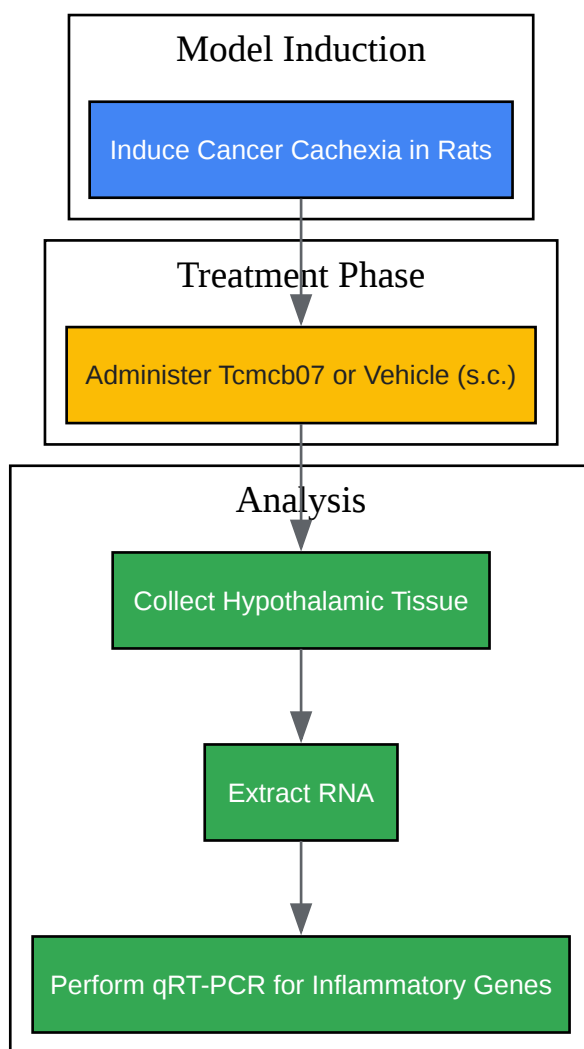 Model Induction
Induce Cancer Cachexia in Rats
Treatment Phase
Administer Tcmcb07 or Vehicle (s.c.)
Analysis
Collect Hypothalamic Tissue
Extract RNA
Perform qRT-PCR for Inflammatory Genes